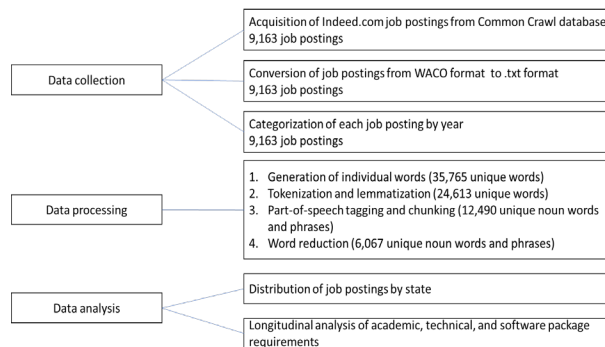 Data collection
Acquisition of Indeed.com job postings from Common Crawl database
9,163 job postings
Conversion of job postings from WACO format to .txt format
9,163 job postings
Categorization of each job posting by year
9,163 job postings
Data processing
1. Generation of individual words (35,765 unique words)
2. Tokenization and lemmatization (24,613 unique words)
3. Part-of-speech tagging and chunking (12,490 unique noun words
and phrases)
4. Word reduction (6,067 unique noun words and phrases)
Data analysis
Distribution of job postings by state
Longitudinal analysis of academic, technical, and software package
requirements